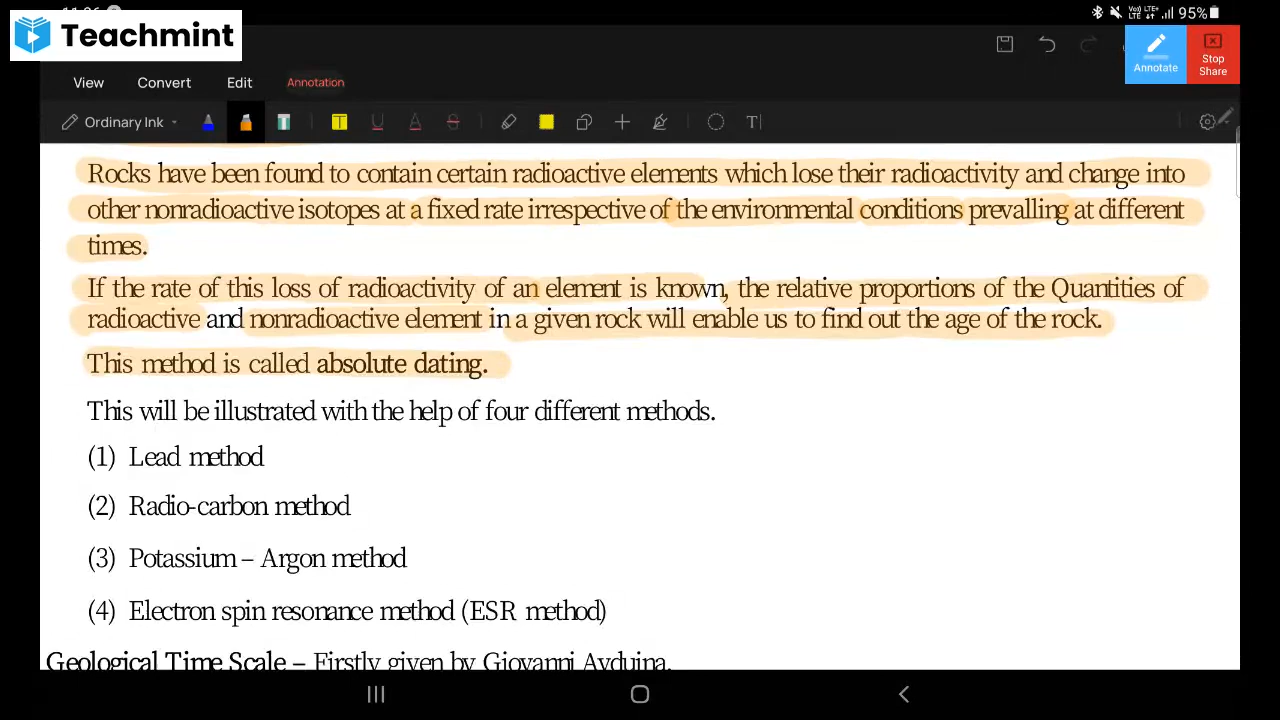 Teachmint
95%
Annotate
Stop
Share
View Convert Edit Annotation
Ordinary Ink
Rocks have been found to contain certain radioactive elements which lose their radioactivity and change into
other nonradioactive isotopes at a fixed rate irrespective of the environmental conditions prevalling at different
times.
If the rate of this loss of radioactivity of an element is known, the relative proportions of the Quantities of
radioactive and nonradioactive element in a given rock will enable us to find out the age of the rock.
This method is called absolute dating.
This will be illustrated with the help of four different methods.
(1) Lead method
(2) Radio-carbon method
(3) Potassium – Argon method
(4) Electron spin resonance method (ESR method)
Geological Time Scale – Firstly given by Giovanni Avduina.